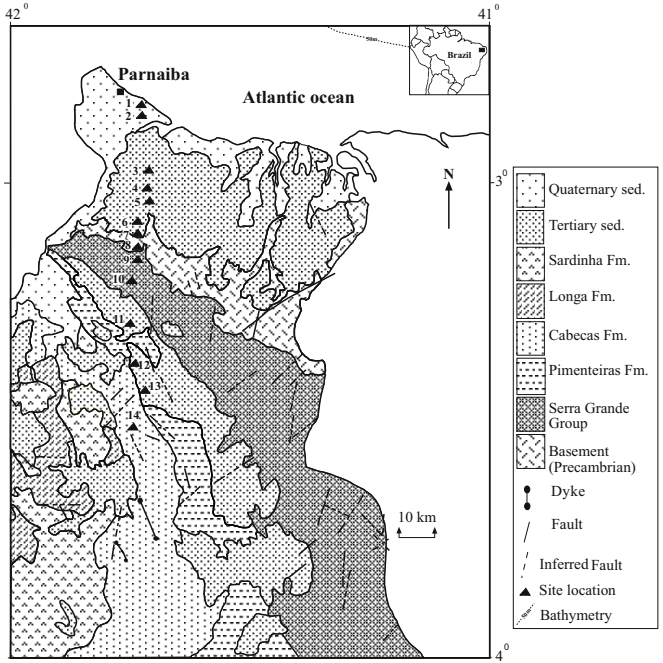 42°
41°
50m
Brazil
Parnaiba
Atlantic ocean
1
2
3
4
5
6
7
8
9
10
11
12
13
14
N
3°
4°
10 km
Quaternary sed.
Tertiary sed.
Sardinha Fm.
Longa Fm.
Cabecas Fm.
Pimenteiras Fm.
Serra Grande
Group
Basement
(Precambrian)
Dyke
Fault
Inferred Fault
Site location
50m
Bathymetry